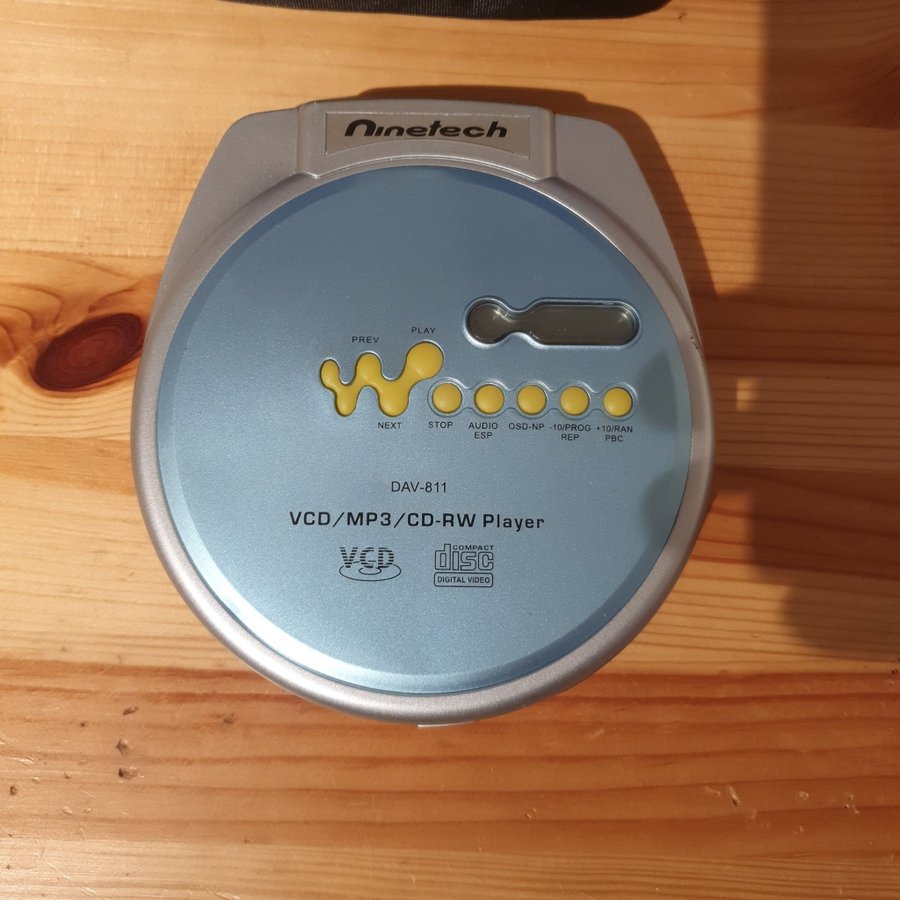 Ninetech
PLAY
PREV
NEXT
STOP
AUDIO
ESP
OSD-NP
-10/PROG
REP
+10/RAN
PBC
DAV-811
VCD/MP3/CD-RW Player
VCD
COMPACT
disc
DIGITAL VIDEO